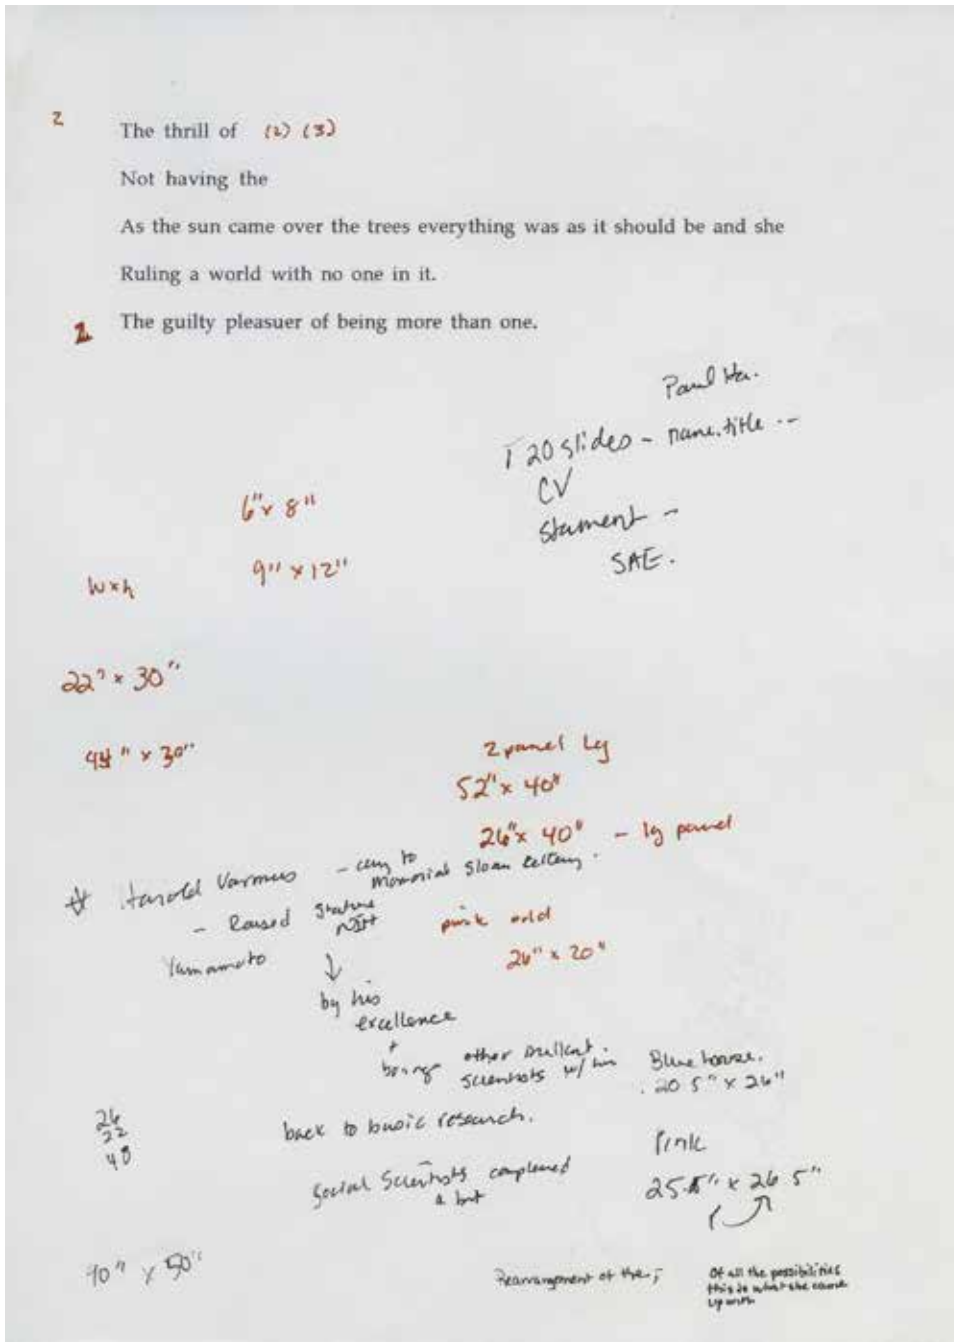 2
The thrill of (2) (3)
Not having the
As the sun came over the trees everything was as it should be and she
Ruling a world with no one in it.
The guilty pleasuer of being more than one.
Paul Ha.
20 slides - name, title --
CV
stament -
SAE.
6" x 8"
9" x 12"
w x h
22" x 30"
44" x 30"
2 panel Lg
52" x 40"
26" x 40" - lg panel
Harold Varmus - to
Memorial Sloan
- Raised stature
NIH
pink
26" x 20"
Yamamoto
by his
excellence
+
being other
scientists w/ him
Blue house.
20 5" x 26"
26
22
48
back to basic research.
Pink
Social Scientists complained
a bit
25.5" x 26 5"
40" x 50"
Rearrangement of the
Of all the possibilities
this is what she came
up with